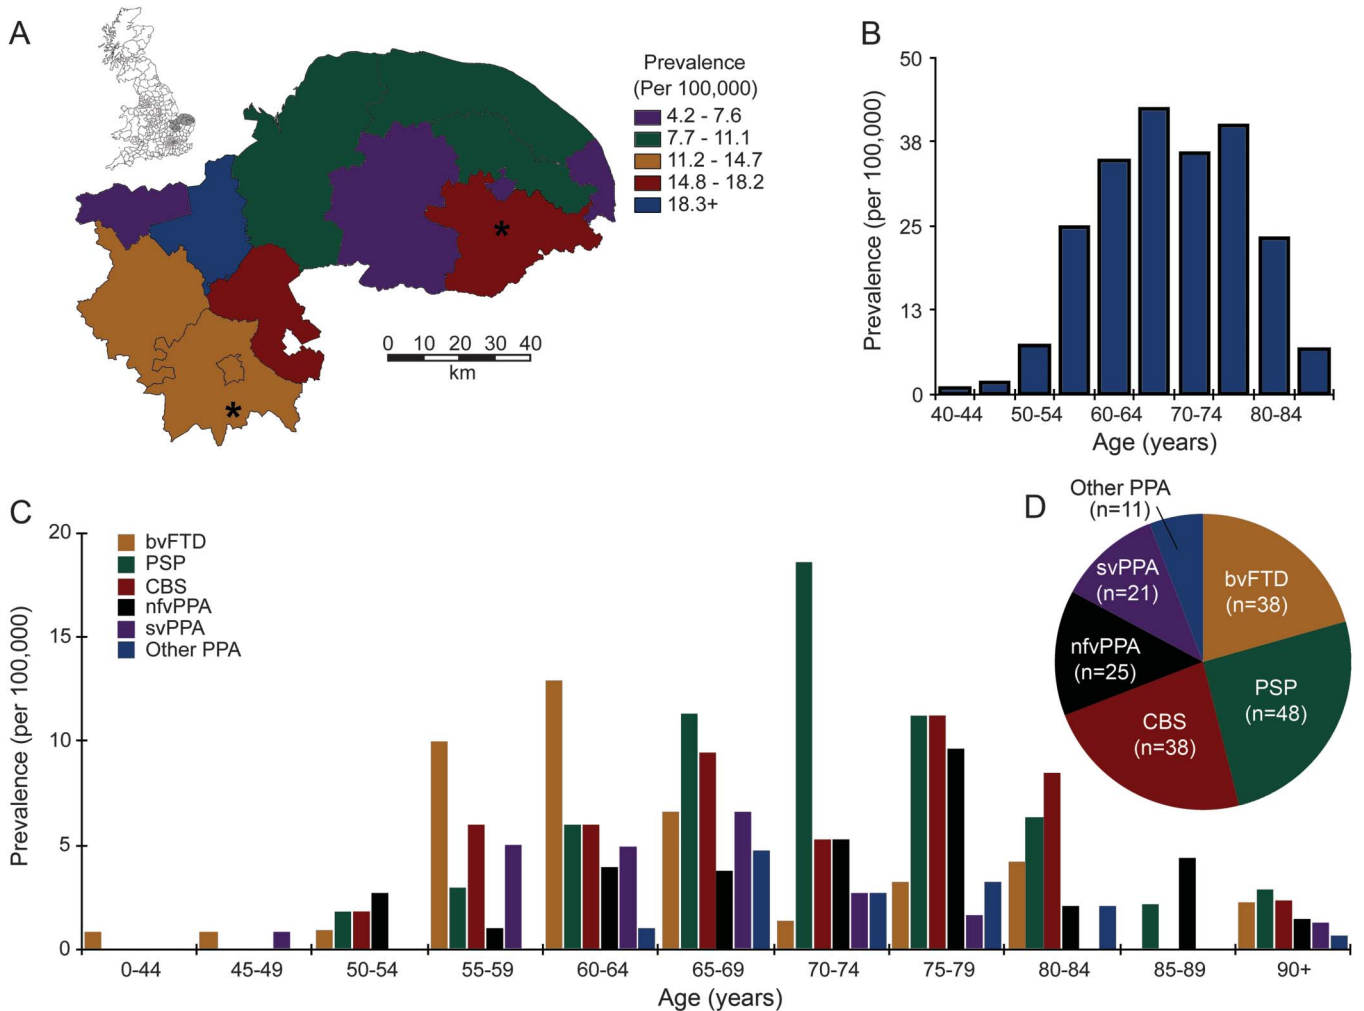 A
Prevalence
(Per 100,000)
4.2 - 7.6
7.7 - 11.1
11.2 - 14.7
14.8 - 18.2
18.3+
*
*
0 10 20 30 40
km
B
Prevalence (per 100,000)
50
38
25
13
0
40-44 50-54 60-64 70-74 80-84
Age (years)
C
Prevalence (per 100,000)
20
15
10
5
0
bvFTD
PSP
CBS
nfvPPA
svPPA
Other PPA
0-44 45-49 50-54 55-59 60-64 65-69 70-74 75-79 80-84 85-89 90+
Age (years)
D
Other PPA
(n=11)
bvFTD
(n=38)
PSP
(n=48)
CBS
(n=38)
nfvPPA
(n=25)
svPPA
(n=21)